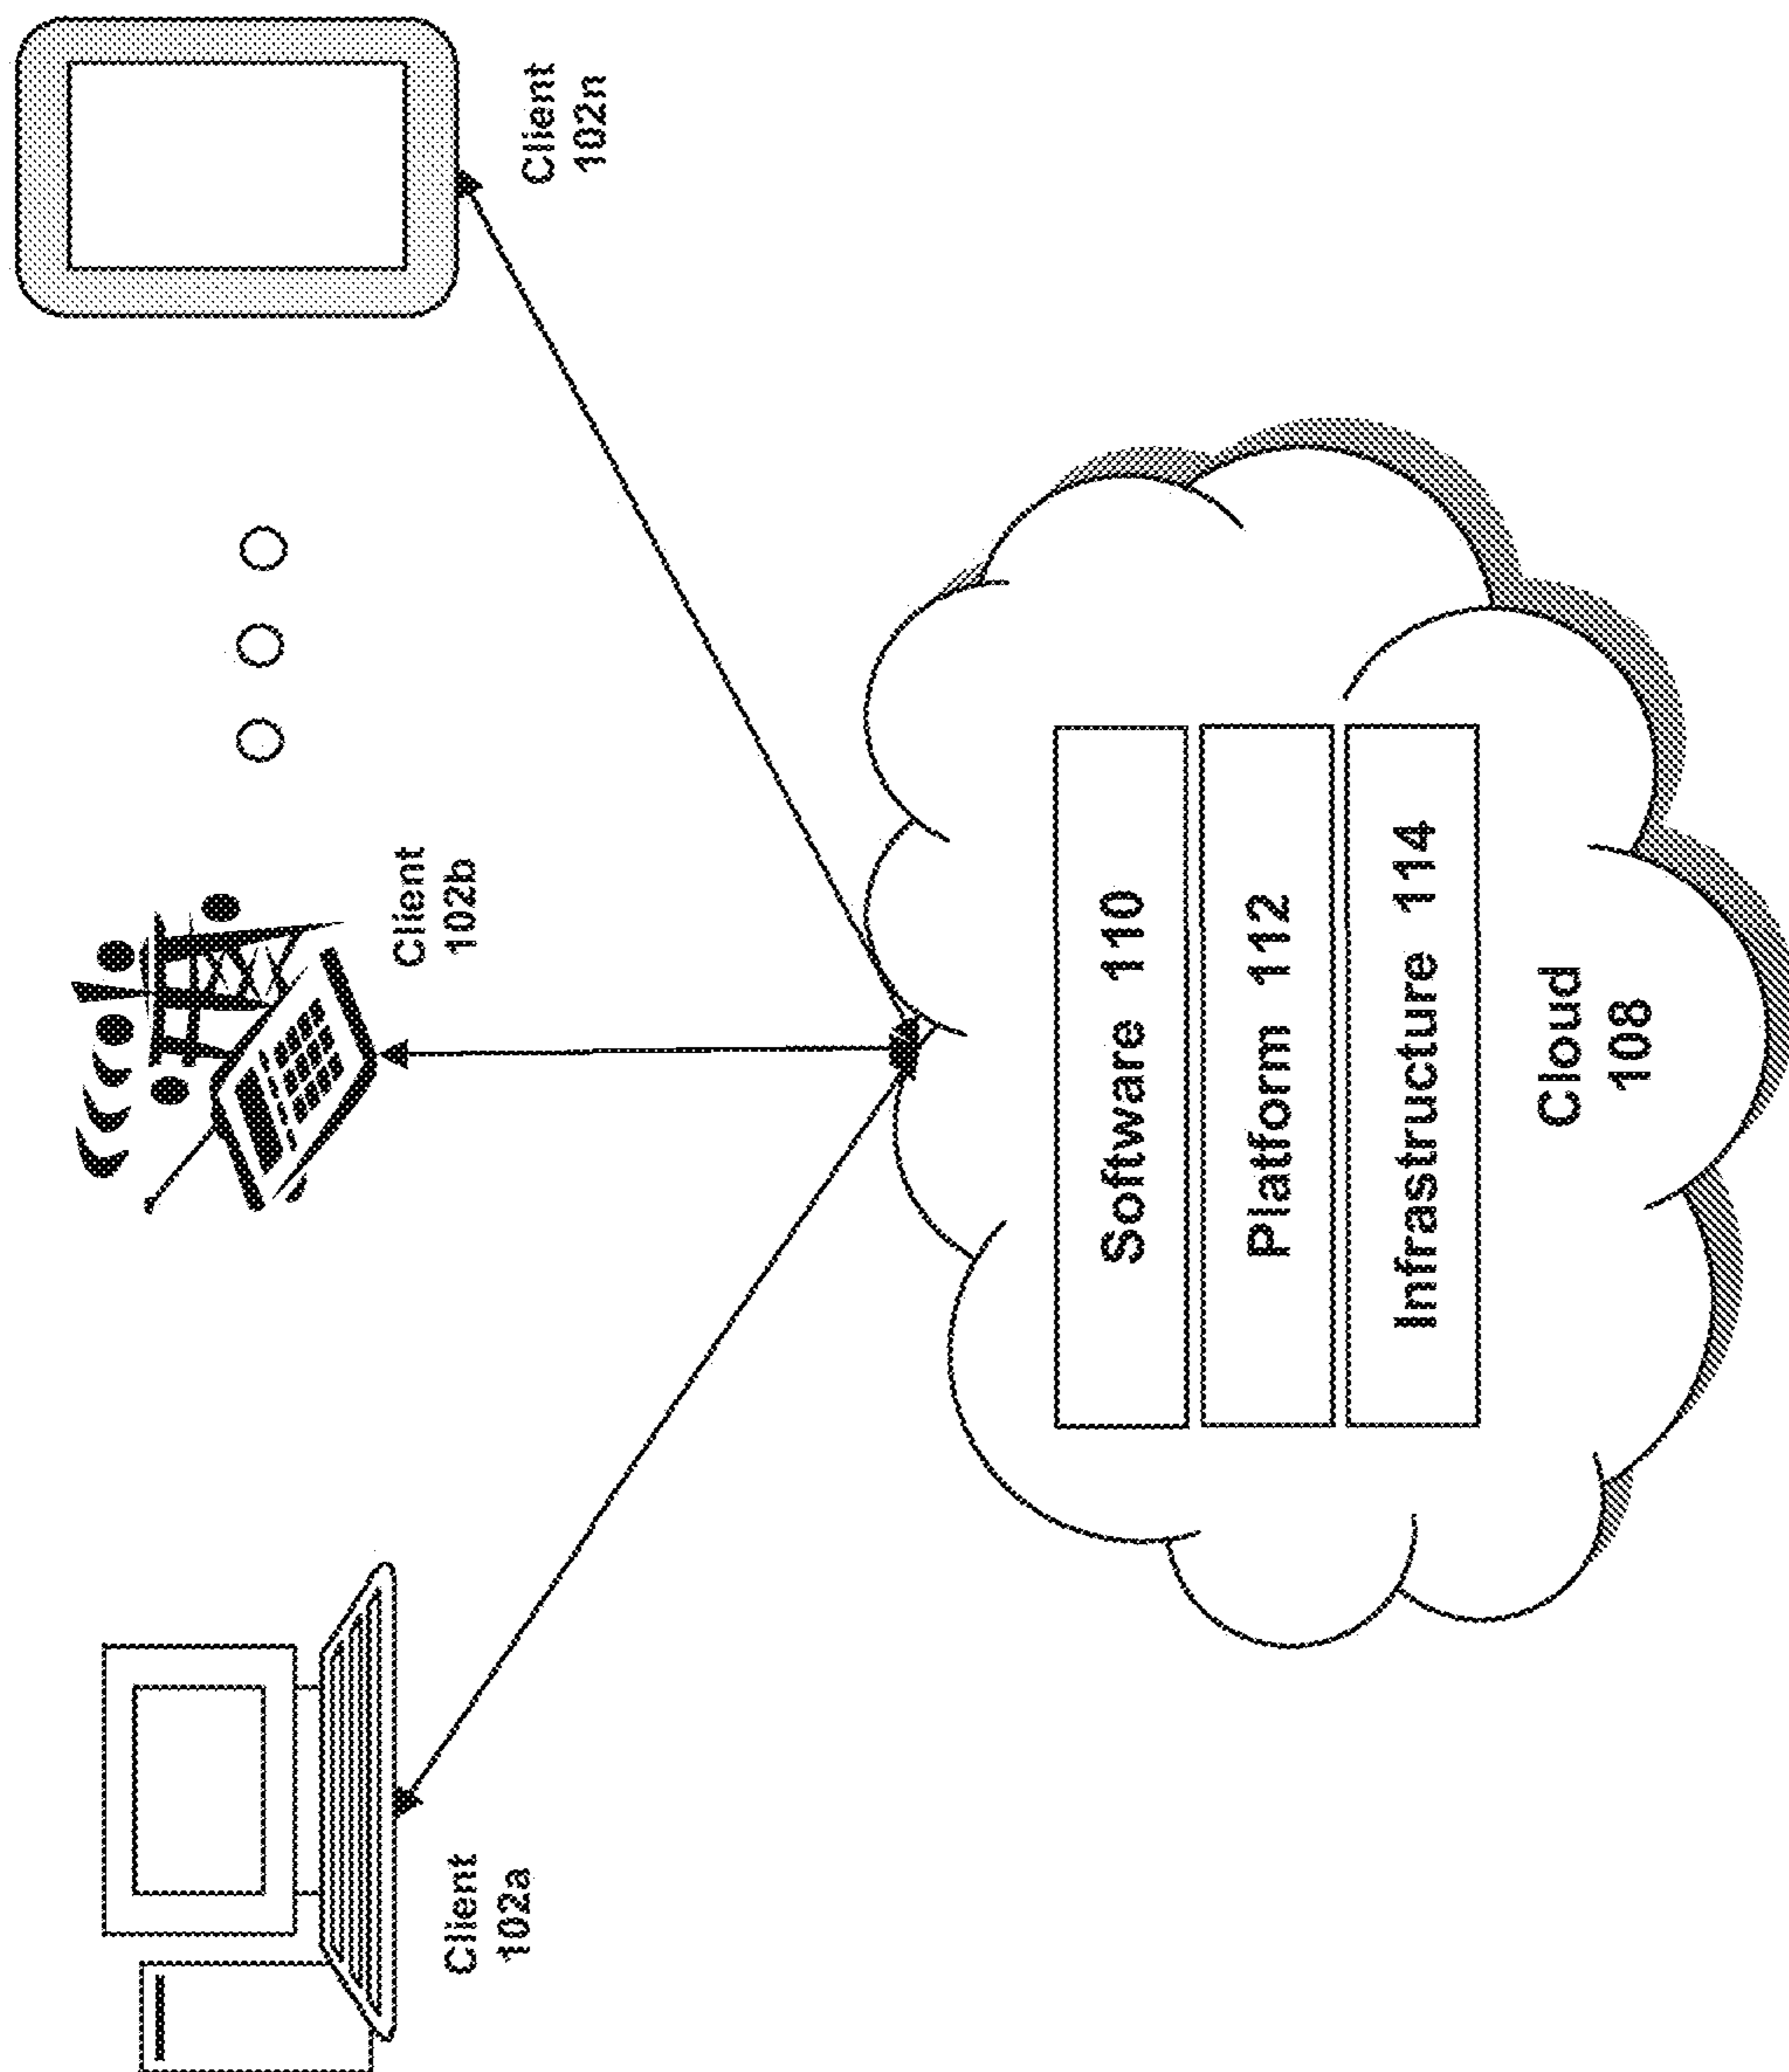 Client
102a
Client
102b
Client
102n
Software 110
Platform 112
Infrastructure 114
Cloud
108